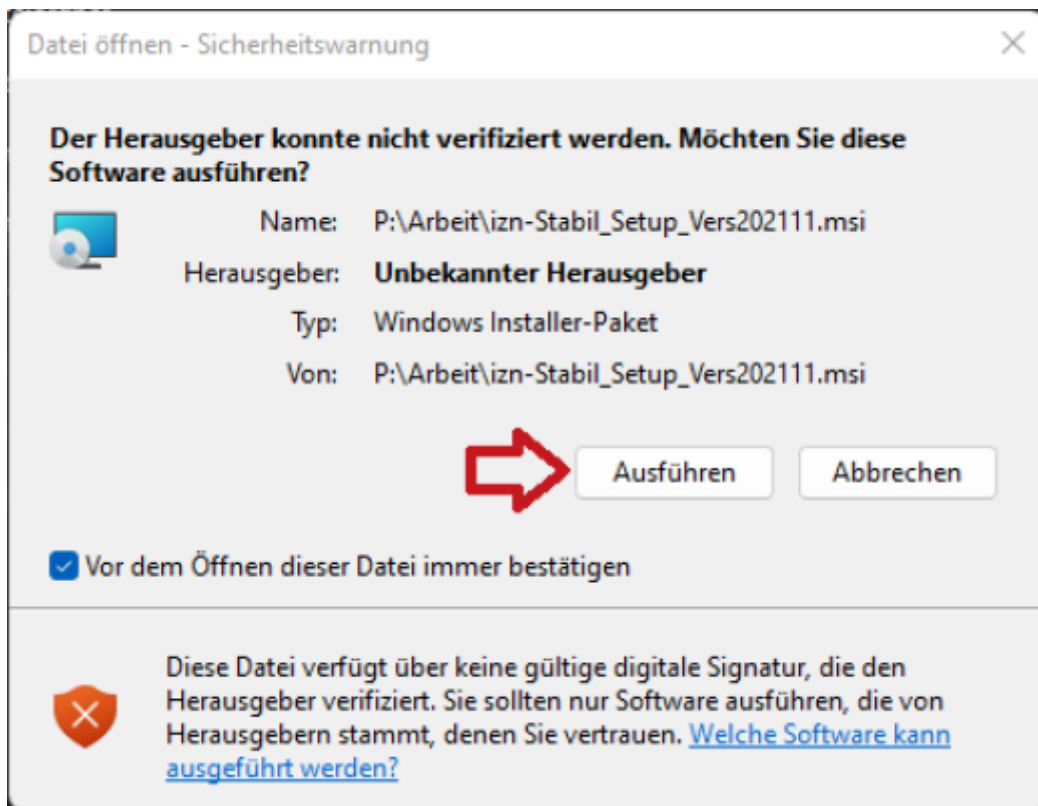 Datei öffnen - Sicherheitswarnung
Der Herausgeber konnte nicht verifiziert werden. Möchten Sie diese
Software ausführen?
Name: P:\Arbeit\izn-Stabil_Setup_Vers202111.msi
Herausgeber: Unbekannter Herausgeber
Typ: Windows Installer-Paket
Von: P:\Arbeit\izn-Stabil_Setup_Vers202111.msi
Ausführen Abbrechen
Vor dem Öffnen dieser Datei immer bestätigen
Diese Datei verfügt über keine gültige digitale Signatur, die den
Herausgeber verifiziert. Sie sollten nur Software ausführen, die von
Herausgebern stammt, denen Sie vertrauen. Welche Software kann
ausgeführt werden?